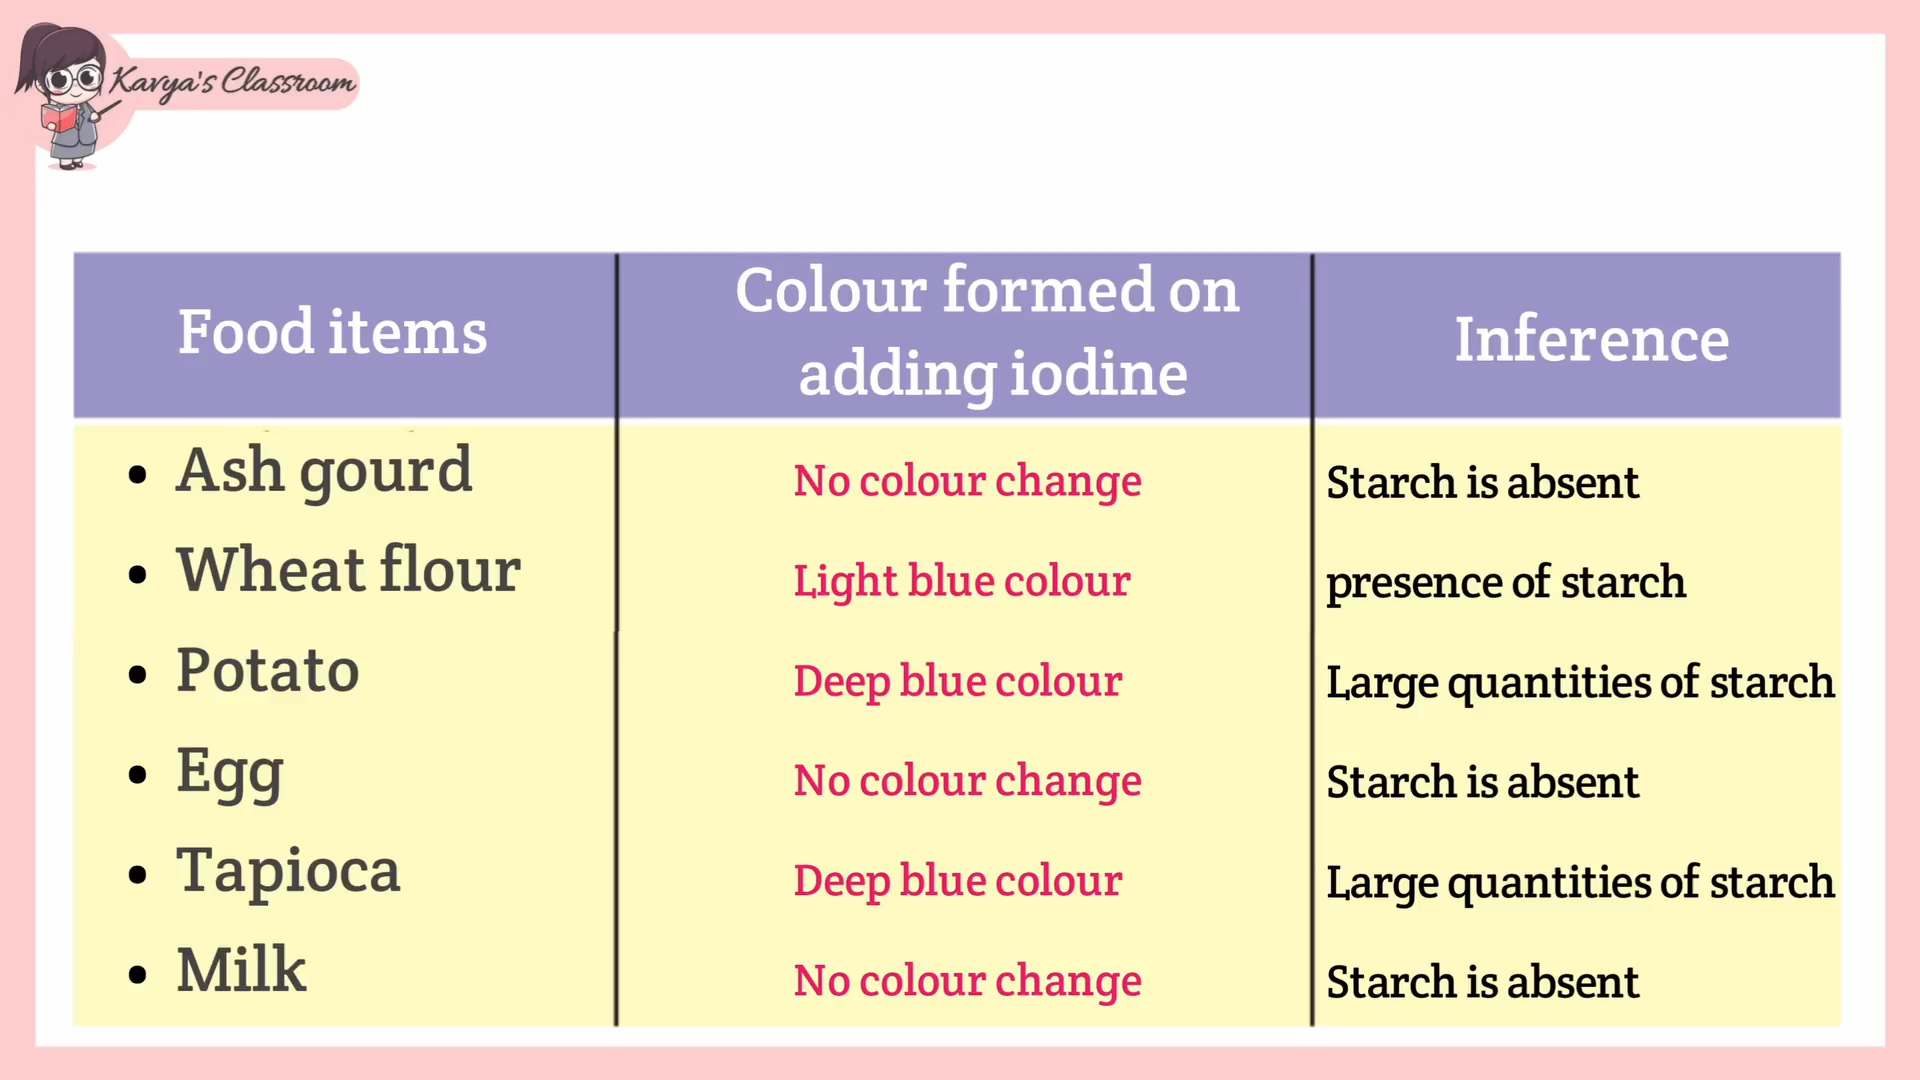 Kavya's Classroom
Food items
Colour formed on
adding iodine
Inference
Ash gourd
No colour change
Starch is absent
Wheat flour
Light blue colour
presence of starch
Potato
Deep blue colour
Large quantities of starch
Egg
No colour change
Starch is absent
Tapioca
Deep blue colour
Large quantities of starch
Milk
No colour change
Starch is absent